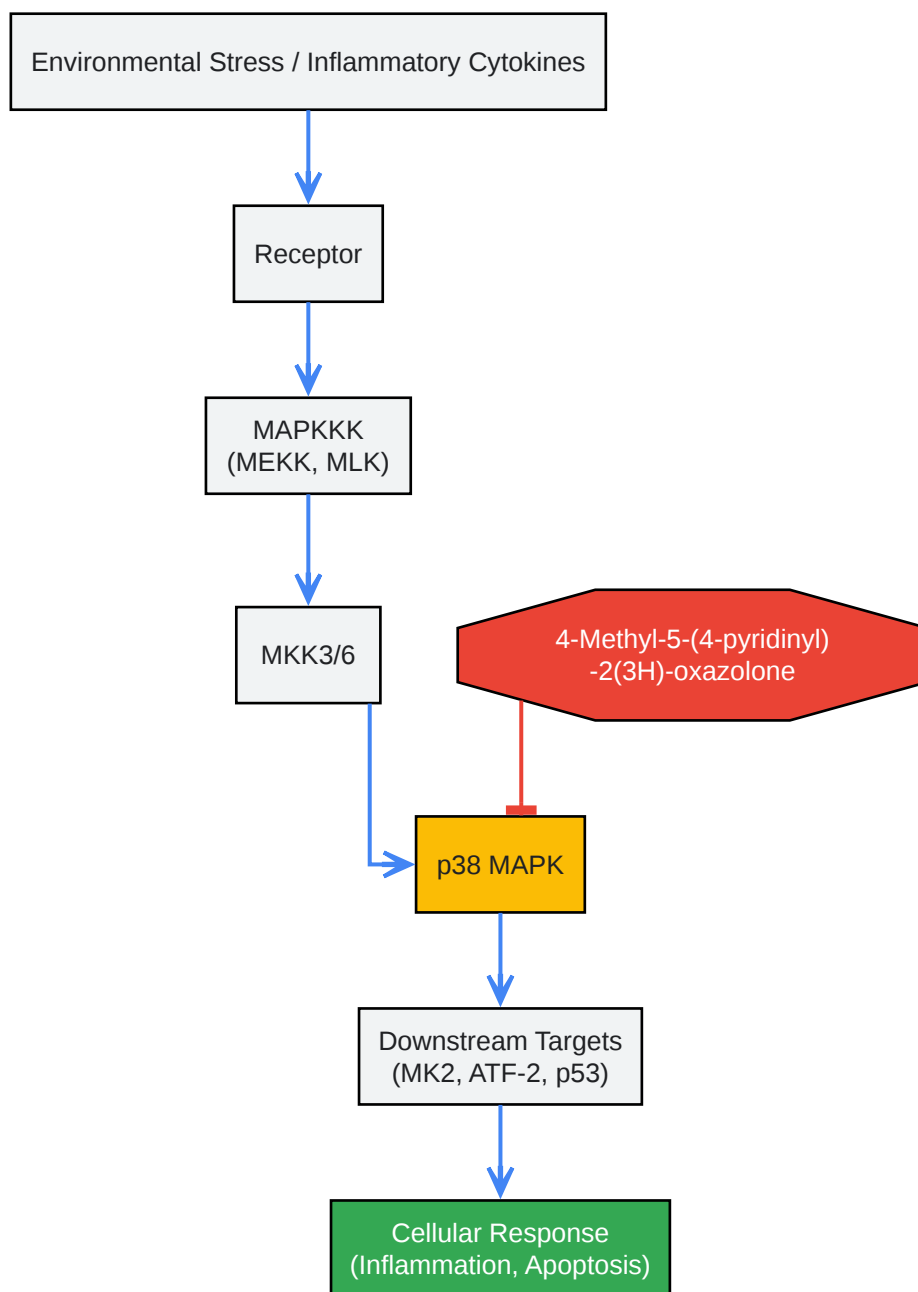 Environmental Stress / Inflammatory Cytokines
Receptor
MAPKKK
(MEKK, MLK)
MKK3/6
4-Methyl-5-(4-pyridinyl)
-2(3H)-oxazolone
p38 MAPK
Downstream Targets
(MK2, ATF-2, p53)
Cellular Response
(Inflammation, Apoptosis)